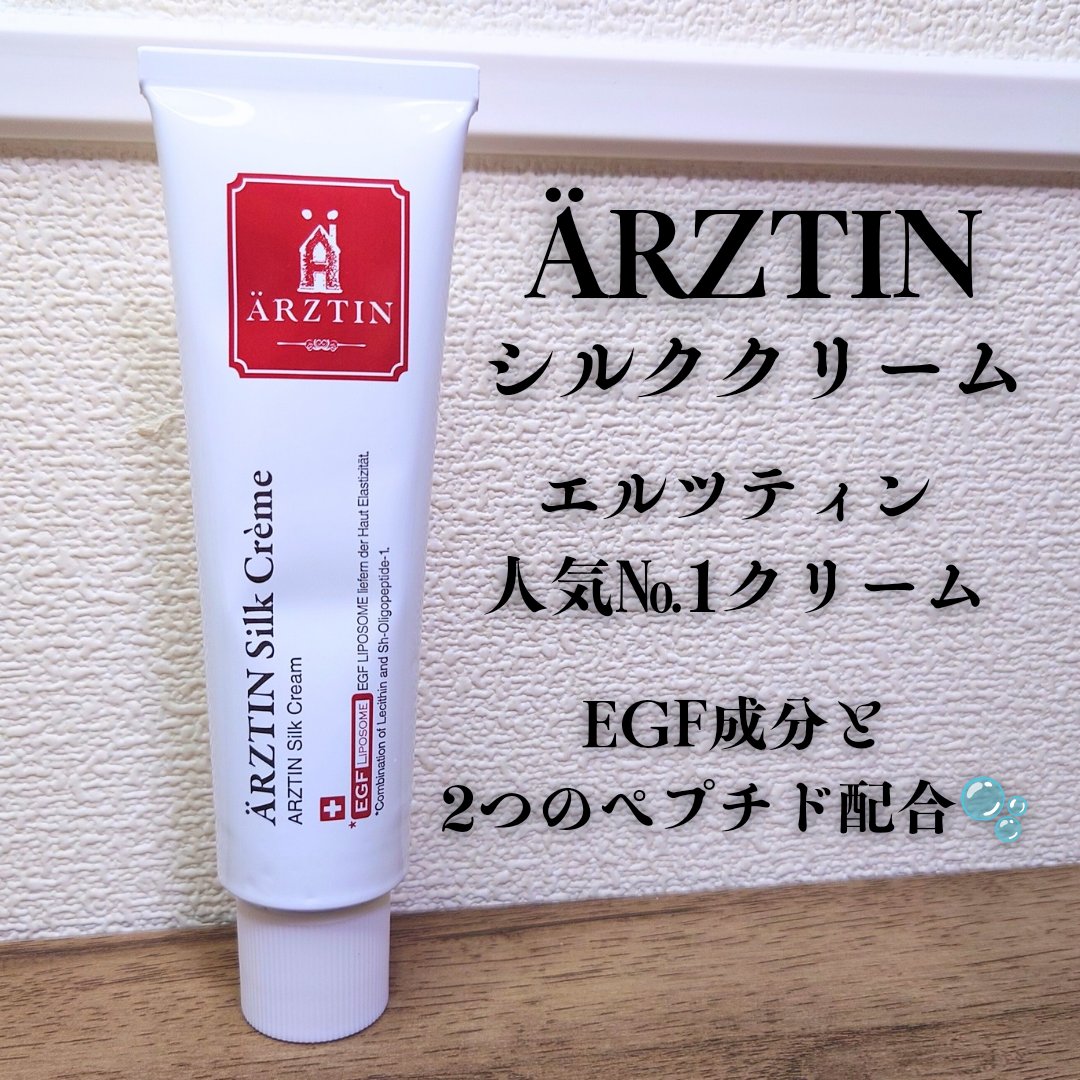 ÄRZTIN
ÄRZTIN Silk Crème
ARZTIN Silk Cream
* EGF LIPOSOME EGF LIPOSOME liefern der Haut Elastizität.
*Combination of Lecithin and Sh-Oligopeptide-1.
ÄRZTIN
シルククリーム
エルツティン
人気№.1クリーム
EGF成分と
2つのペプチド配合🫧